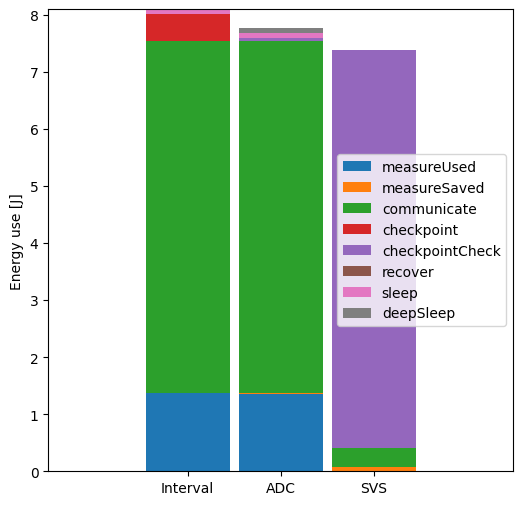 8
7
6
5
4
3
2
1
0
Energy use [J]
measureUsed
measureSaved
communicate
checkpoint
checkpointCheck
recover
sleep
deepSleep
Interval
ADC
SVS